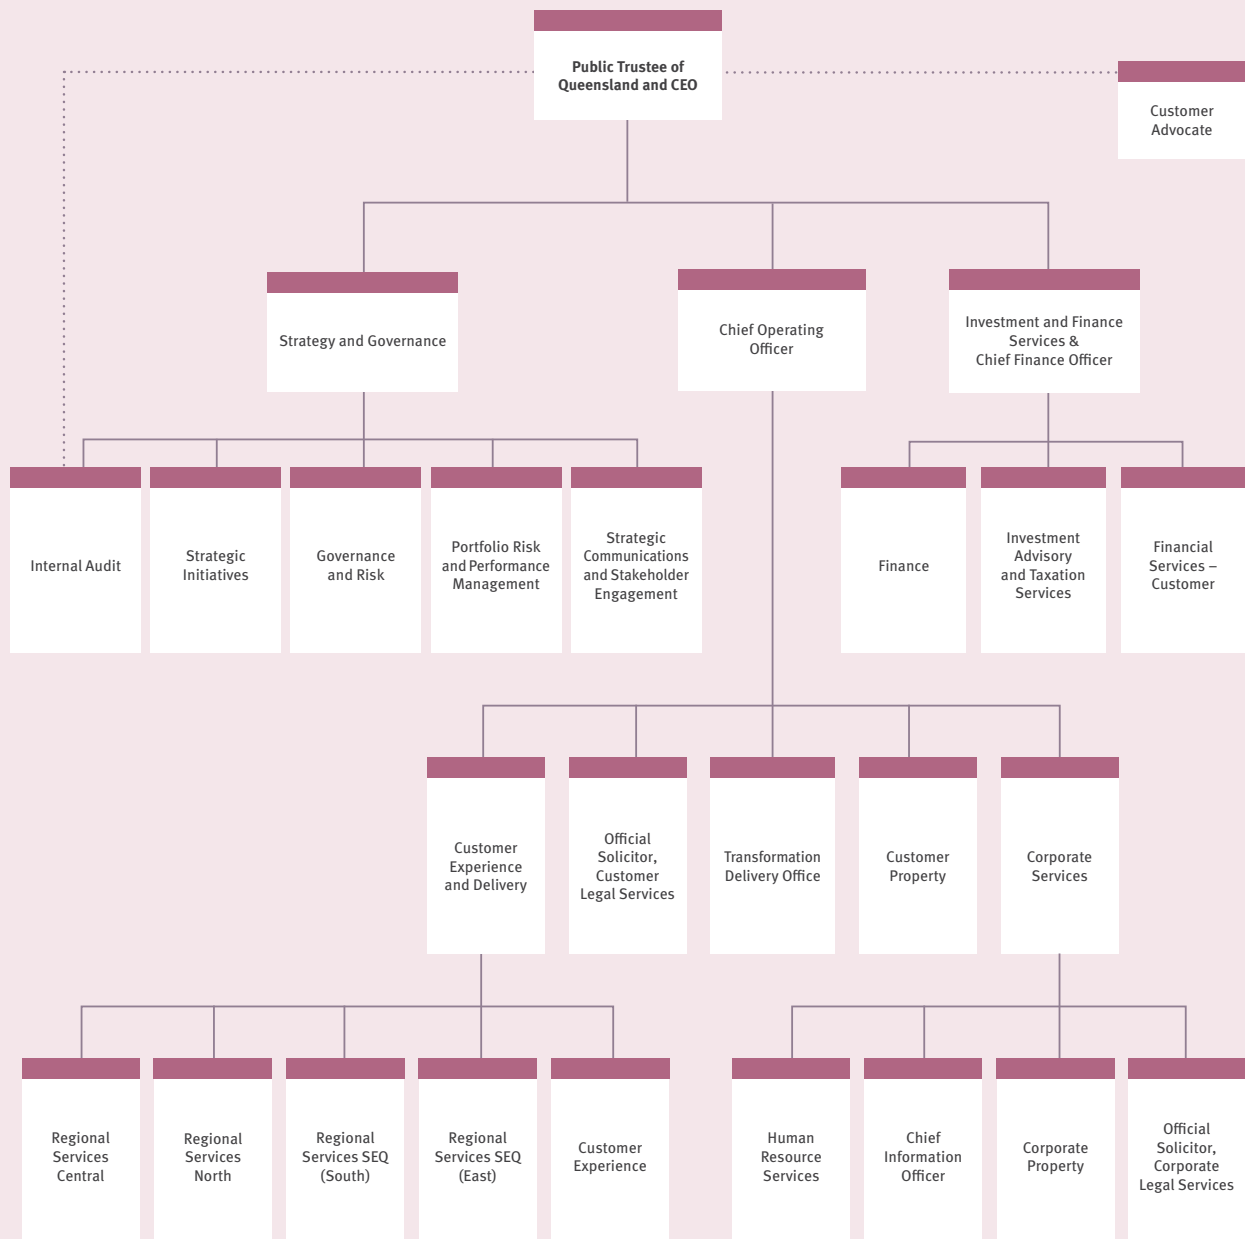 Public Trustee of
Queensland and CEO
Customer
Advocate
Strategy and Governance
Chief Operating
Officer
Investment and Finance
Services &
Chief Finance Officer
Internal Audit
Strategic
Initiatives
Governance
and Risk
Portfolio Risk
and Performance
Management
Strategic
Communications
and Stakeholder
Engagement
Finance
Investment
Advisory
and Taxation
Services
Financial
Services –
Customer
Customer
Experience
and Delivery
Official
Solicitor,
Customer
Legal Services
Transformation
Delivery Office
Customer
Property
Corporate
Services
Regional
Services
Central
Regional
Services
North
Regional
Services SEQ
(South)
Regional
Services SEQ
(East)
Customer
Experience
Human
Resource
Services
Chief
Information
Officer
Corporate
Property
Official
Solicitor,
Corporate
Legal Services